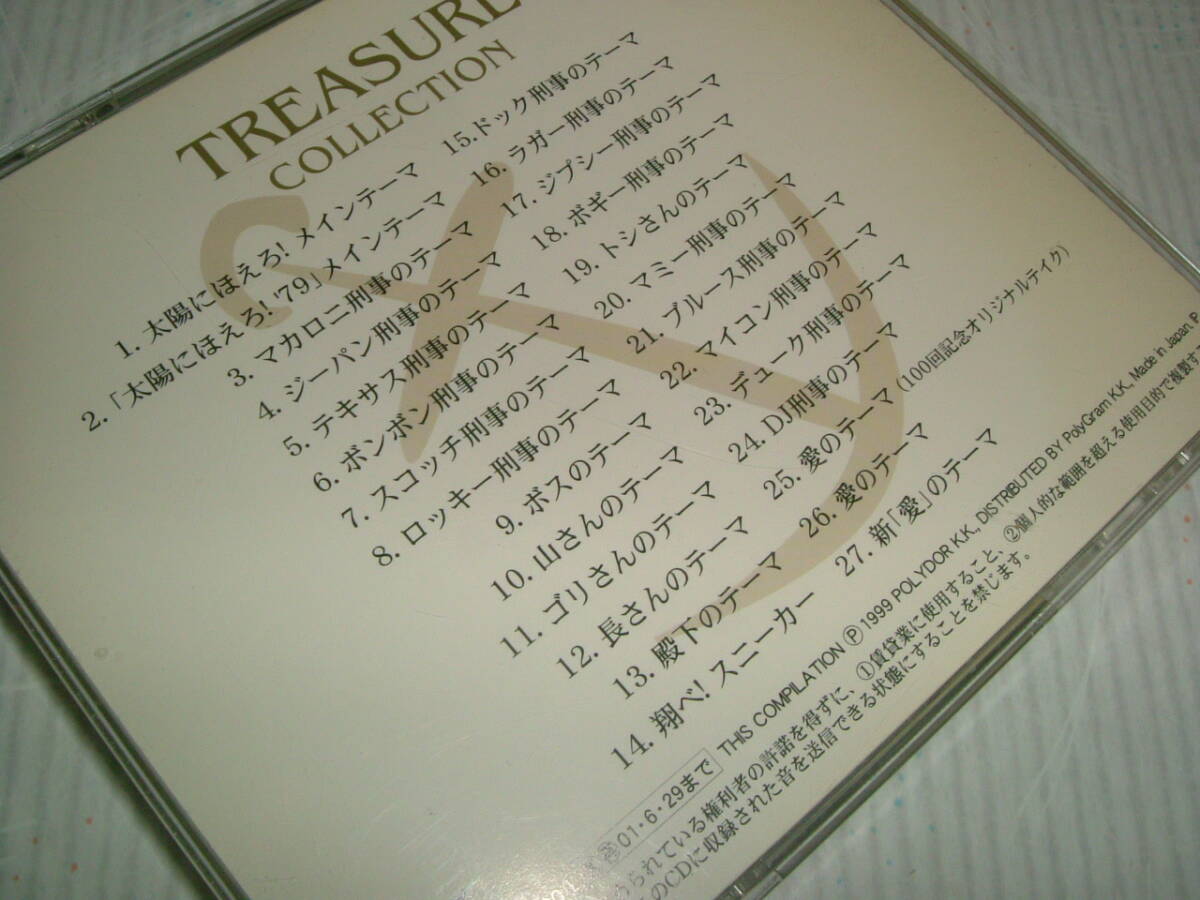 TREASURE
COLLECTION
1. 太陽にほえろ! メインテーマ
2.「太陽にほえろ! '79」メインテーマ
3. マカロニ刑事のテーマ
4. ジーパン刑事のテーマ
5. テキサス刑事のテーマ
6. ボンボン刑事のテーマ
7. スコッチ刑事のテーマ
8. ロッキー刑事のテーマ
9. ボスのテーマ
10. 山さんのテーマ
11. ゴリさんのテーマ
12. 長さんのテーマ
13. 殿下のテーマ
14. 翔べ! スニーカー
15.ドック刑事のテーマ
16. ラガー刑事のテーマ
17. ジプシー刑事のテーマ
18. ボギー刑事のテーマ
19. トシさんのテーマ
20. マミー刑事のテーマ
21. ブルース刑事のテーマ
22. マイコン刑事のテーマ
23. デューク刑事のテーマ
24. DJ刑事のテーマ
25. 愛のテーマ (100回記念オリジナルテイク)
26. 愛のテーマ
27. 新「愛」のテーマ
01・6・29まで THIS COMPILATION Ⓟ 1999 POLYDOR K.K., DISTRIBUTED BY PolyGram K.K., Made in Japan P
られている権利者の許諾を得ずに、①賃貸業に使用すること、②個人的な範囲を超える使用目的で複製す
のCDに収録された音を送信できる状態にすることを禁じます。